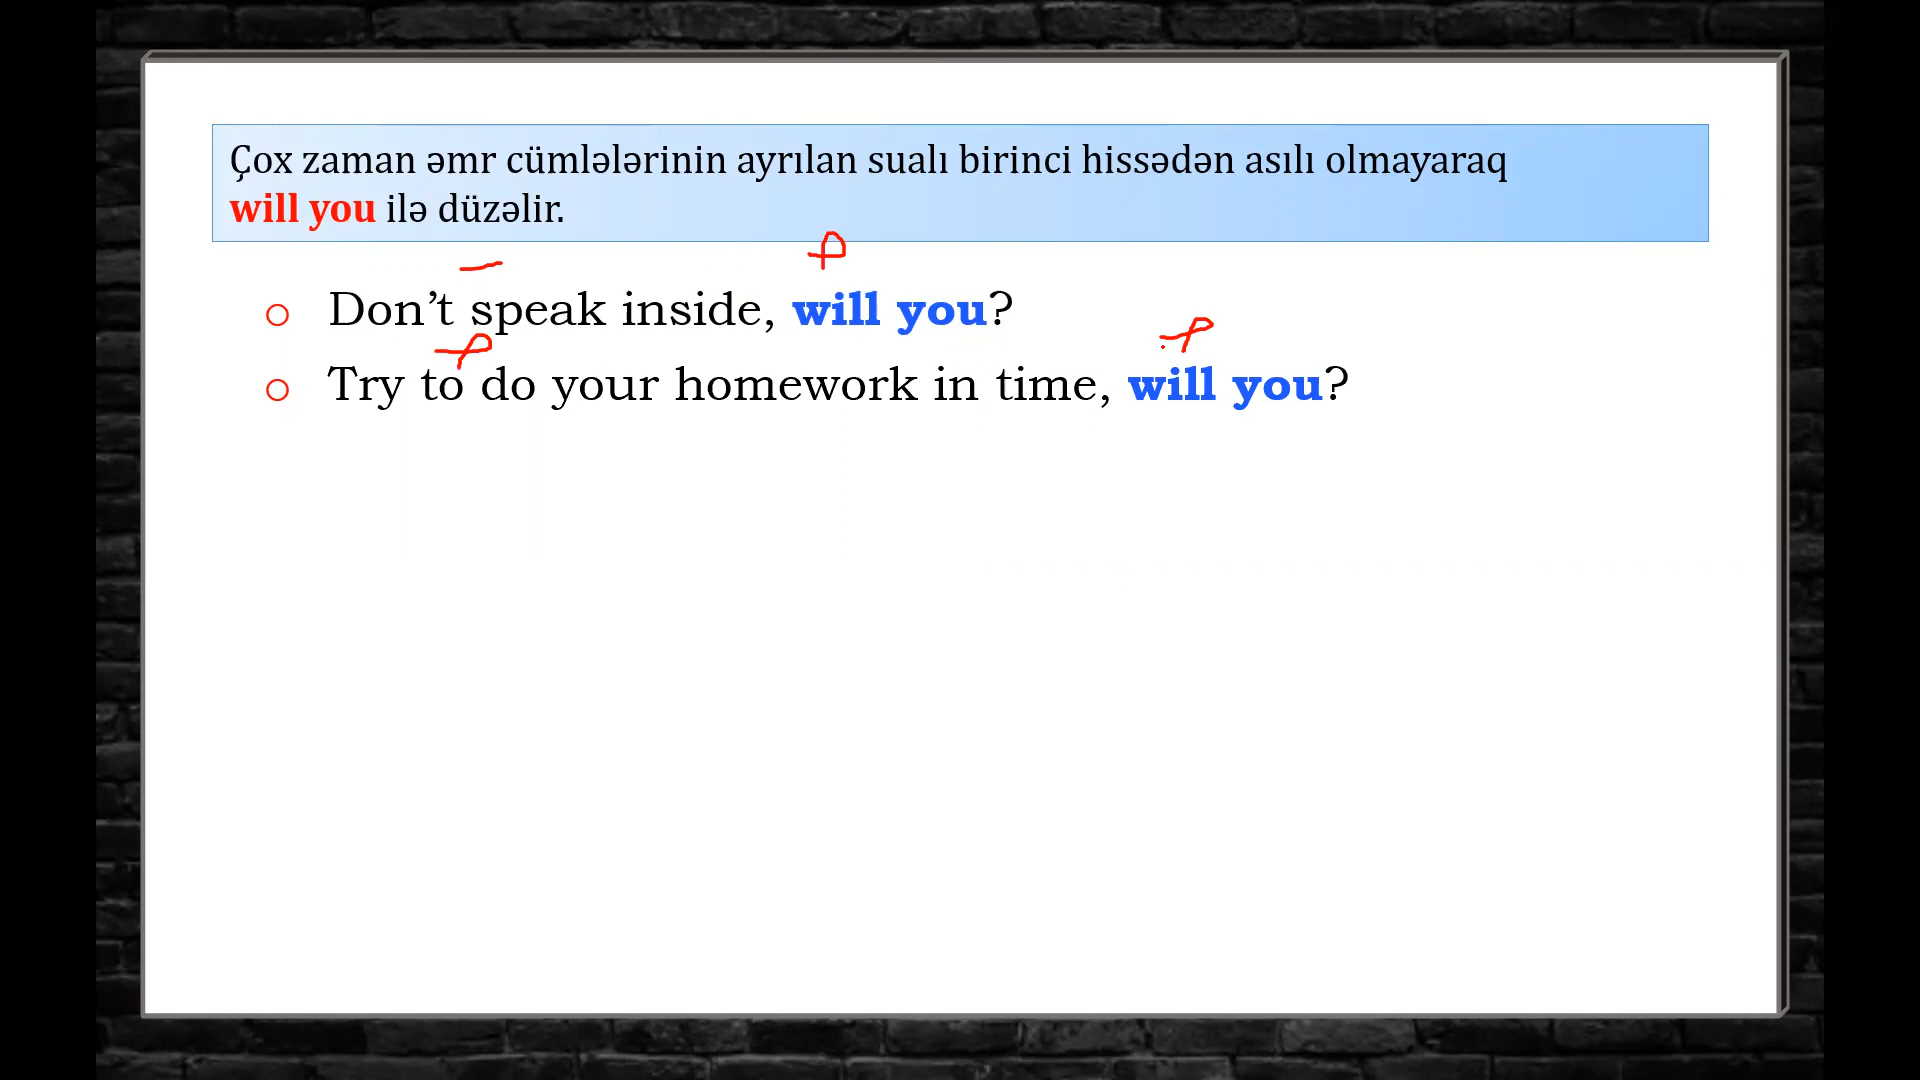 Çox zaman əmr cümlələrinin ayrılan sualı birinci hissədən asılı olmayaraq
will you ilə düzəlir.
Don’t speak inside, will you?
Try to do your homework in time, will you?